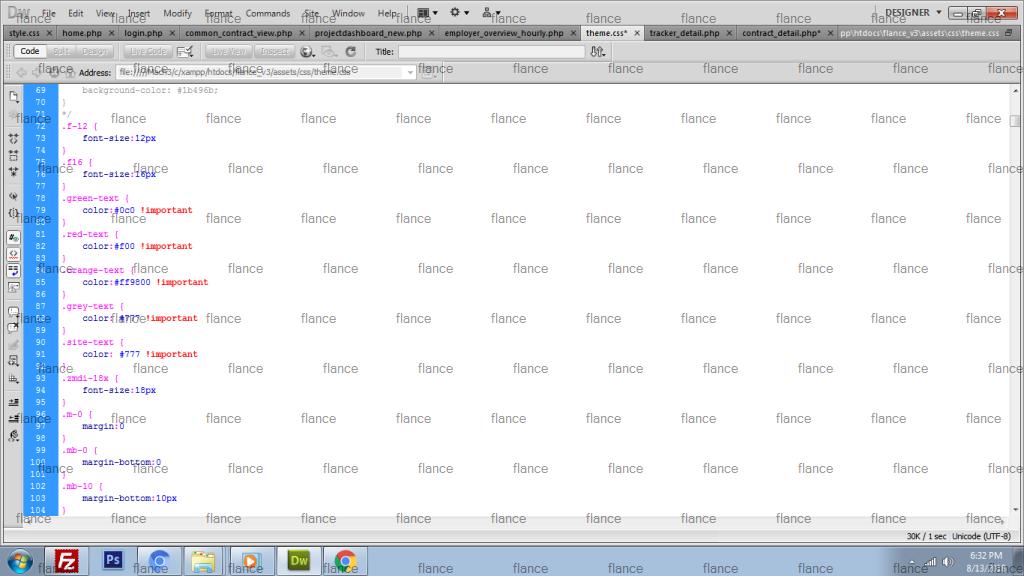 Dw File Edit View Insert Modify Format Commands Site Window Help DESIGNER
style.css × home.php × login.php × common_contract_view.php × projectdashboard_new.php × employer_overview_hourly.php × theme.css* × tracker_detail.php × contract_detail.php* × pp\htdocs\flance_v3\assets\css\theme.css
Code Split Design Live Code Live View Inspect Title:
Address: file:////Mach3/c/xampp/htdocs/flance_v3/assets/css/theme.css
69 background-color: #1b496b;
70 }
71 */
72 .f-12 {
73 font-size:12px
74 }
75 .f16 {
76 font-size:16px
77 }
78 .green-text {
79 color:#0c0 !important
80 }
81 .red-text {
82 color:#f00 !important
83 }
84 .orange-text {
85 color:#ff9800 !important
86 }
87 .grey-text {
88 color: #777 !important
89 }
90 .site-text {
91 color: #777 !important
92 }
93 .zmdi-18x {
94 font-size:18px
95 }
96 .m-0 {
97 margin:0
98 }
99 .mb-0 {
100 margin-bottom:0
101 }
102 .mb-10 {
103 margin-bottom:10px
104 }
30K / 1 sec Unicode (UTF-8)
Fz Ps Dw
6:32 PM
flance flance flance flance flance flance flance flance flance flance flance